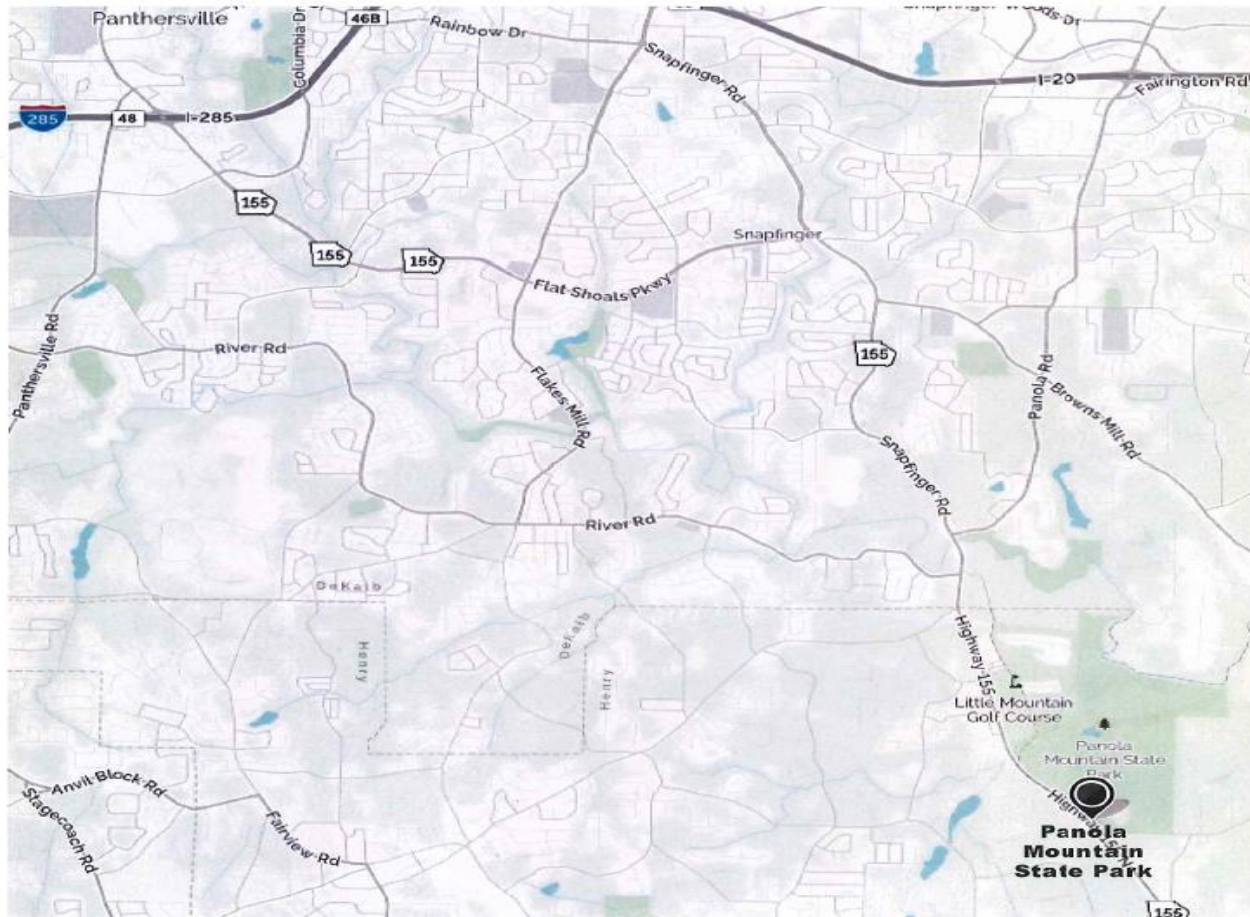 Panthersville
46B
Columbia Dr
Rainbow Dr
Snapfinger Woods Dr
Snapfinger Rd
I-20
Fairington Rd
285
48
I-285
155
155
155
Snapfinger
Flat Shoals Pkwy
Panthersville Rd
River Rd
155
Flakes Mill Rd
Panola Rd
Browns Mill Rd
Snapfinger Rd
River Rd
DeKalb
Henry
DeKalb
Henry
Highway 155
Little Mountain
Golf Course
Panola
Mountain State
Park
Anvil Block Rd
Stagecoach Rd
Fairview Rd
Highway 155 N
Panola
Mountain
State Park
155